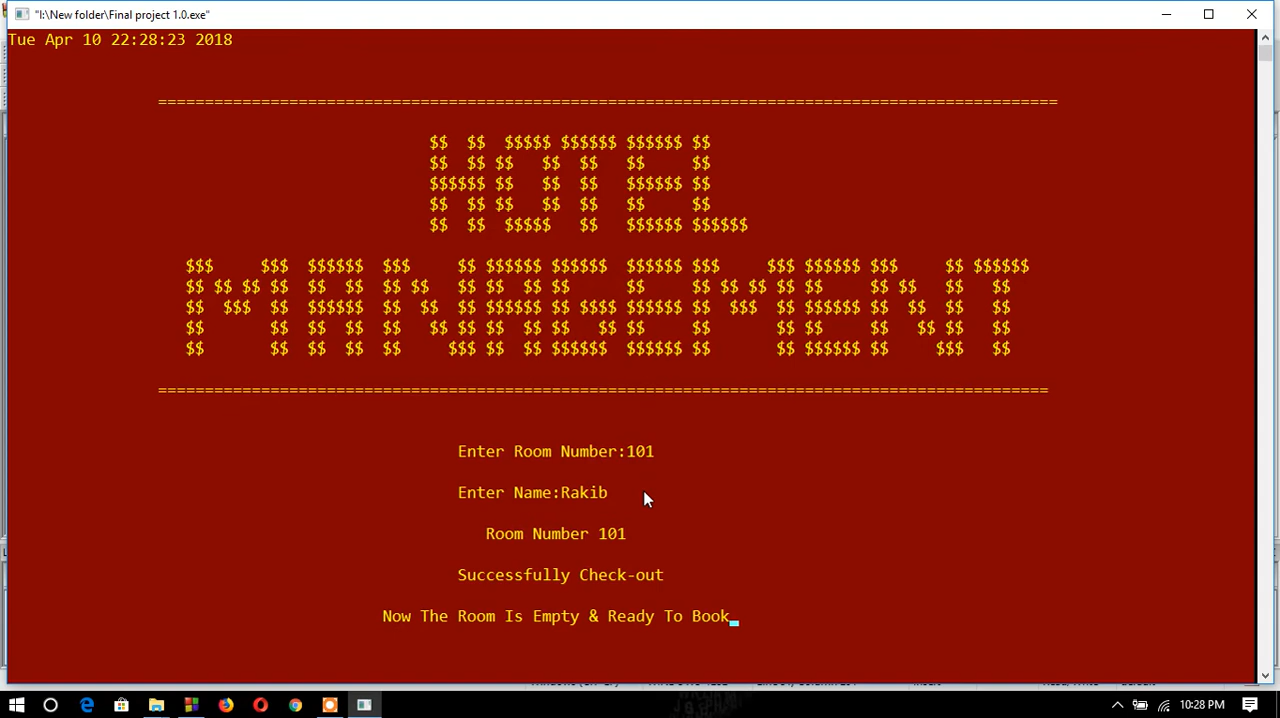 "I:\New folder\Final project 1.0.exe"
Tue Apr 10 22:28:23 2018
HOTEL
MANAGEMENT
Enter Room Number:101
Enter Name:Rakib
Room Number 101
Successfully Check-out
Now The Room Is Empty & Ready To Book
10:28 PM